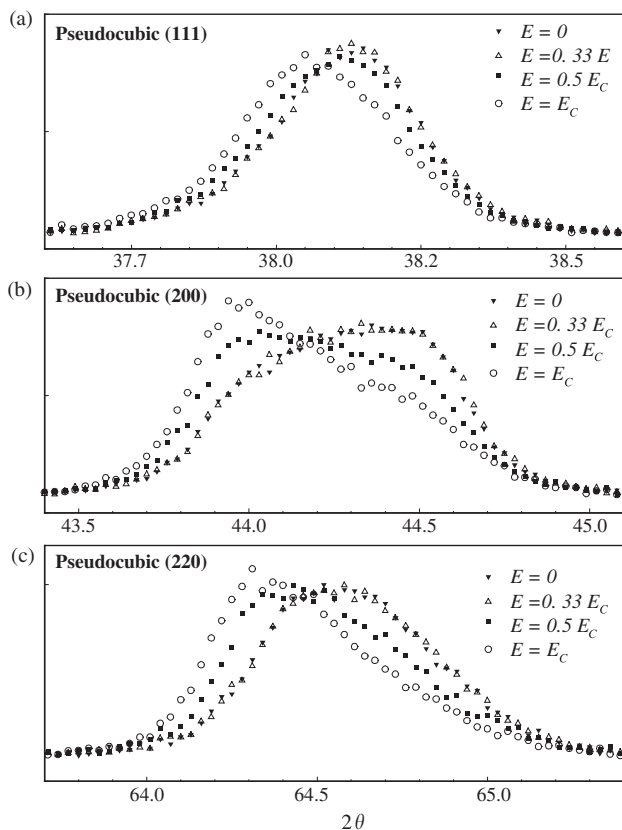 (a)
Pseudocubic (111)
E = 0
E = 0. 33 E
E = 0.5 E_C
E = E_C
37.7 38.0 38.2 38.5
(b)
Pseudocubic (200)
E = 0
E = 0. 33 E_C
E = 0.5 E_C
E = E_C
43.5 44.0 44.5 45.0
(c)
Pseudocubic (220)
E = 0
E = 0. 33 E_C
E = 0.5 E_C
E = E_C
64.0 64.5 65.0
2θ